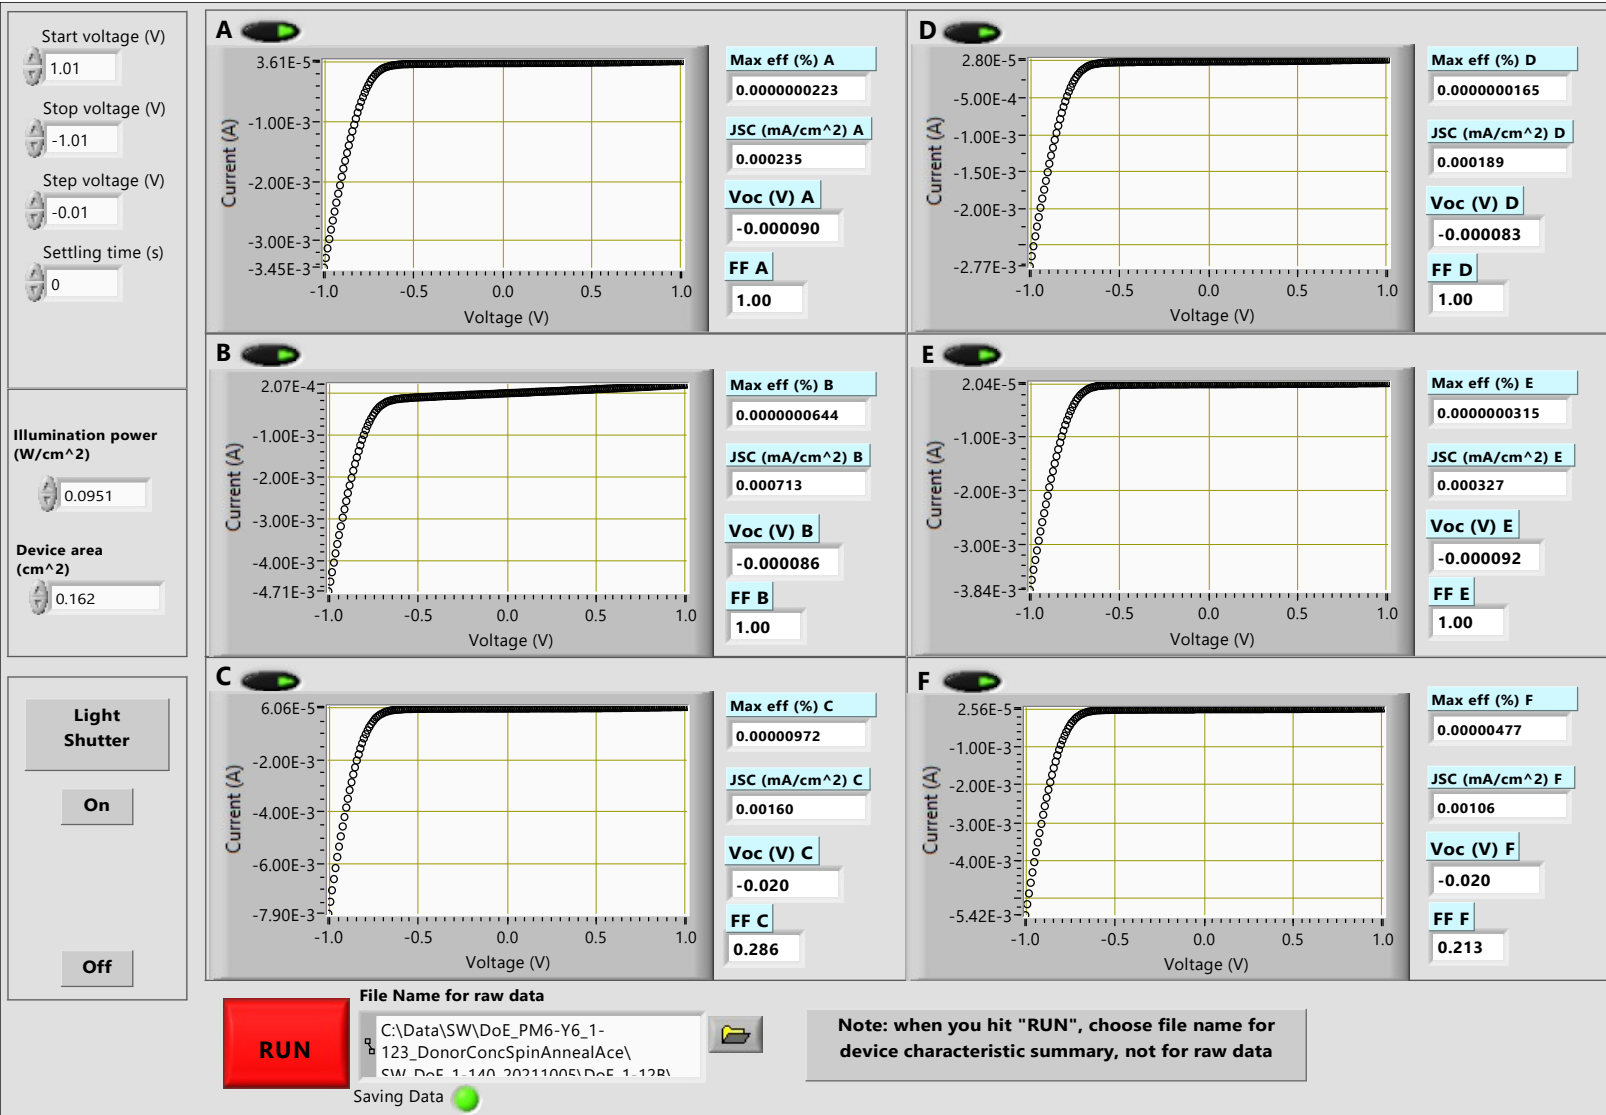 Start voltage (V)
1.01
Stop voltage (V)
-1.01
Step voltage (V)
-0.01
Settling time (s)
0
Illumination power
(W/cm^2)
0.0951
Device area
(cm^2)
0.162
Light
Shutter
On
Off
A
3.61E-5
-1.00E-3
-2.00E-3
-3.00E-3
-3.45E-3
Current (A)
-1.0 -0.5 0.0 0.5 1.0
Voltage (V)
Max eff (%) A
0.0000000223
JSC (mA/cm^2) A
0.000235
Voc (V) A
-0.000090
FF A
1.00
D
2.80E-5
-5.00E-4
-1.00E-3
-1.50E-3
-2.00E-3
-2.77E-3
Current (A)
-1.0 -0.5 0.0 0.5 1.0
Voltage (V)
Max eff (%) D
0.0000000165
JSC (mA/cm^2) D
0.000189
Voc (V) D
-0.000083
FF D
1.00
B
2.07E-4
-1.00E-3
-2.00E-3
-3.00E-3
-4.00E-3
-4.71E-3
Current (A)
-1.0 -0.5 0.0 0.5 1.0
Voltage (V)
Max eff (%) B
0.0000000644
JSC (mA/cm^2) B
0.000713
Voc (V) B
-0.000086
FF B
1.00
E
2.04E-5
-1.00E-3
-2.00E-3
-3.00E-3
-3.84E-3
Current (A)
-1.0 -0.5 0.0 0.5 1.0
Voltage (V)
Max eff (%) E
0.0000000315
JSC (mA/cm^2) E
0.000327
Voc (V) E
-0.000092
FF E
1.00
C
6.06E-5
-2.00E-3
-4.00E-3
-6.00E-3
-7.90E-3
Current (A)
-1.0 -0.5 0.0 0.5 1.0
Voltage (V)
Max eff (%) C
0.00000972
JSC (mA/cm^2) C
0.00160
Voc (V) C
-0.020
FF C
0.286
F
2.56E-5
-1.00E-3
-2.00E-3
-3.00E-3
-4.00E-3
-5.42E-3
Current (A)
-1.0 -0.5 0.0 0.5 1.0
Voltage (V)
Max eff (%) F
0.00000477
JSC (mA/cm^2) F
0.00106
Voc (V) F
-0.020
FF F
0.213
RUN
File Name for raw data
C:\Data\SW\DoE_PM6-Y6_1-
123_DonorConcSpinAnnealAce\
SW_DoE_1-140_20211005\DoE_1-12B\
Saving Data
Note: when you hit "RUN", choose file name for
device characteristic summary, not for raw data